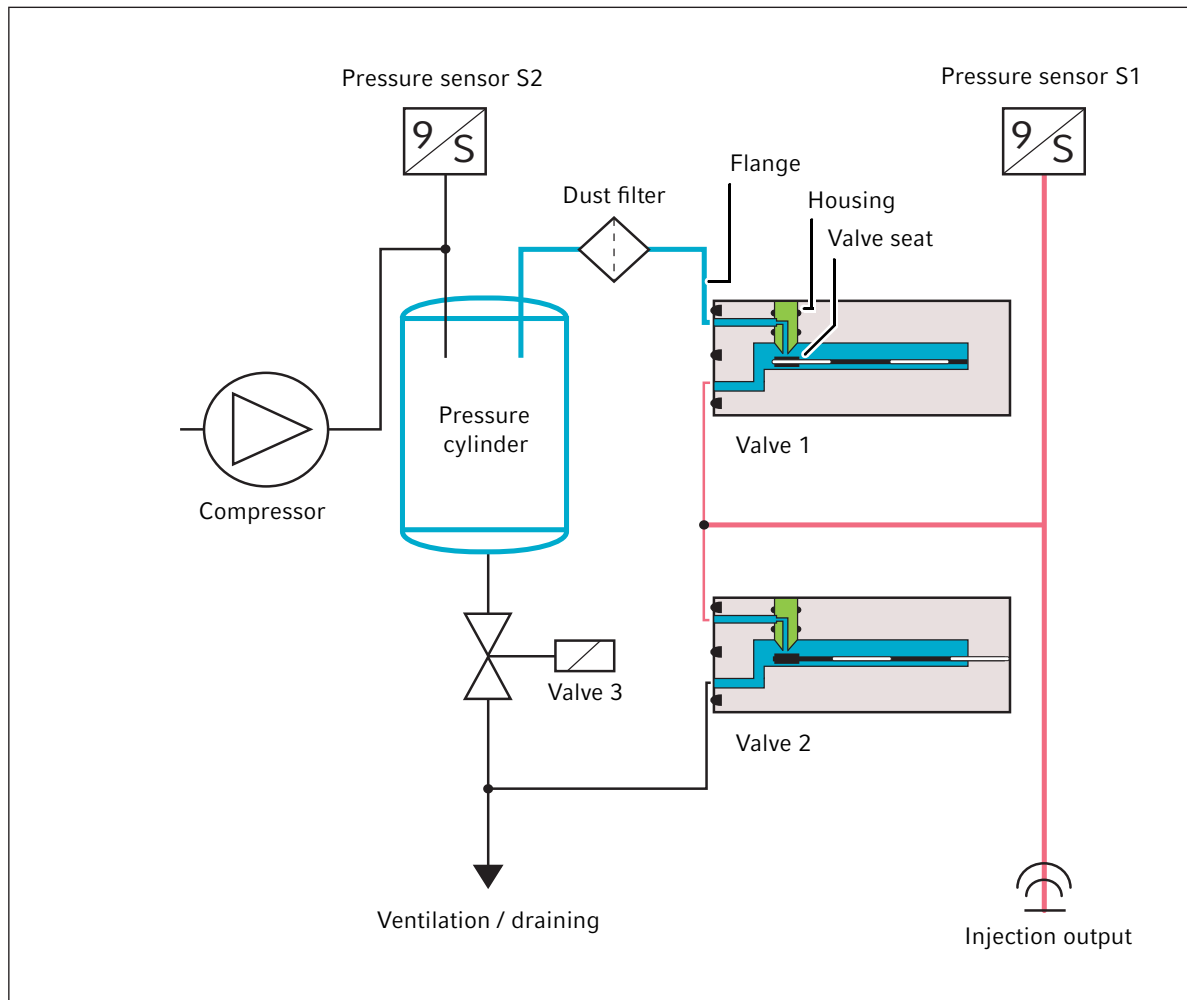 Pressure sensor S2
Pressure sensor S1
9/S
9/S
Flange
Dust filter
Housing
Valve seat
Pressure
cylinder
Valve 1
Compressor
Valve 3
Valve 2
Ventilation / draining
Injection output